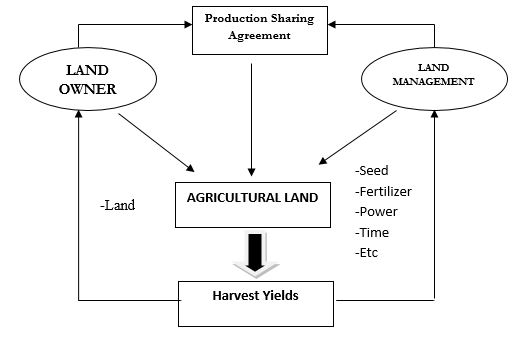 Production Sharing
Agreement
LAND
OWNER
LAND
MANAGEMENT
AGRICULTURAL LAND
-Land
-Seed
-Fertilizer
-Power
-Time
-Etc
Harvest Yields